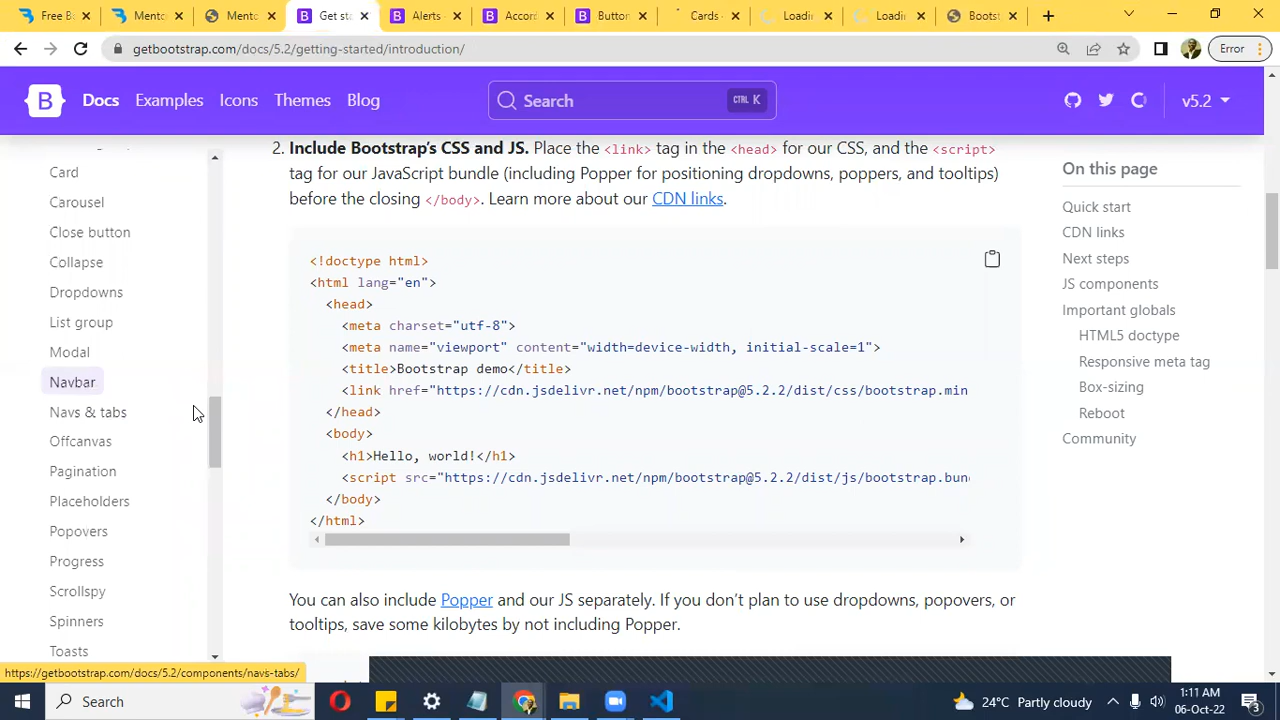 Free B
Mento
Mento
Get sta
Alerts -
Accord
Button
Cards -
Loadin
Loadin
Bootst
getbootstrap.com/docs/5.2/getting-started/introduction/
Error
B
Docs
Examples
Icons
Themes
Blog
Search
CTRL K
v5.2
Card
Carousel
Close button
Collapse
Dropdowns
List group
Modal
Navbar
Navs & tabs
Offcanvas
Pagination
Placeholders
Popovers
Progress
Scrollspy
Spinners
Toasts
2. Include Bootstrap's CSS and JS. Place the <link> tag in the <head> for our CSS, and the <script>
tag for our JavaScript bundle (including Popper for positioning dropdowns, poppers, and tooltips)
before the closing </body>. Learn more about our CDN links.
<!doctype html>
<html lang="en">
<head>
<meta charset="utf-8">
<meta name="viewport" content="width=device-width, initial-scale=1">
<title>Bootstrap demo</title>
<link href="https://cdn.jsdelivr.net/npm/bootstrap@5.2.2/dist/css/bootstrap.min
</head>
<body>
<h1>Hello, world!</h1>
<script src="https://cdn.jsdelivr.net/npm/bootstrap@5.2.2/dist/js/bootstrap.bun
</body>
</html>
You can also include Popper and our JS separately. If you don't plan to use dropdowns, popovers, or
tooltips, save some kilobytes by not including Popper.
On this page
Quick start
CDN links
Next steps
JS components
Important globals
HTML5 doctype
Responsive meta tag
Box-sizing
Reboot
Community
https://getbootstrap.com/docs/5.2/components/navs-tabs/
Search
24°C Partly cloudy
1:11 AM
06-Oct-22
3